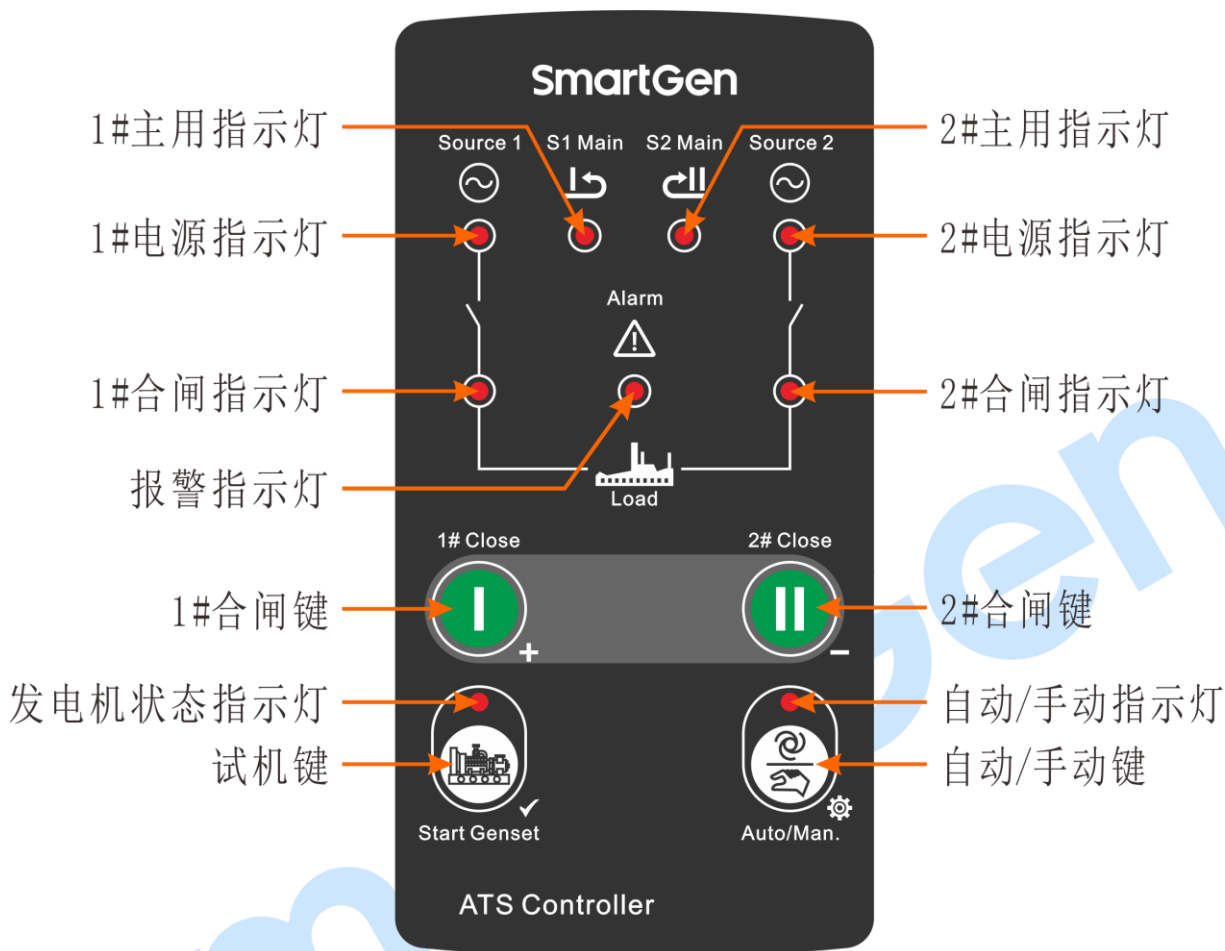 SmartGen
1#主用指示灯
2#主用指示灯
Source 1 S1 Main S2 Main Source 2
1#电源指示灯
2#电源指示灯
Alarm
1#合闸指示灯
2#合闸指示灯
报警指示灯
Load
1# Close
2# Close
1#合闸键
I
II
2#合闸键
+
-
发电机状态指示灯
自动/手动指示灯
试机键
自动/手动键
Start Genset
Auto/Man.
ATS Controller